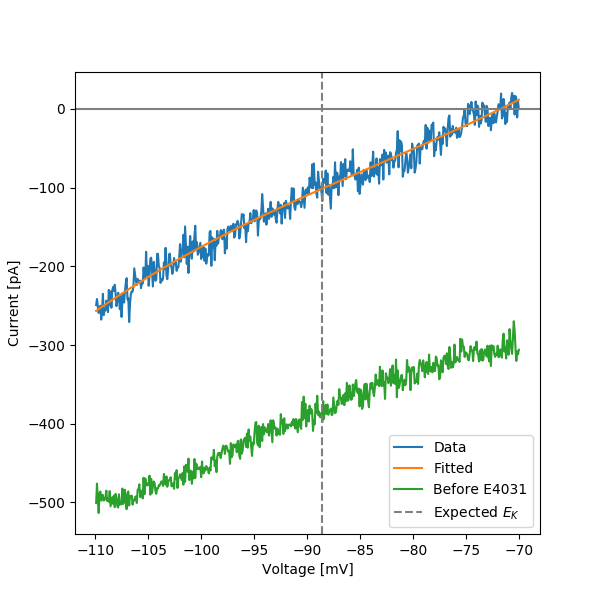 0
−100
−200
−300
−400
−500
Current [pA]
−110
−105
−100
−95
−90
−85
−80
−75
−70
Voltage [mV]
Data
Fitted
Before E4031
Expected E_K